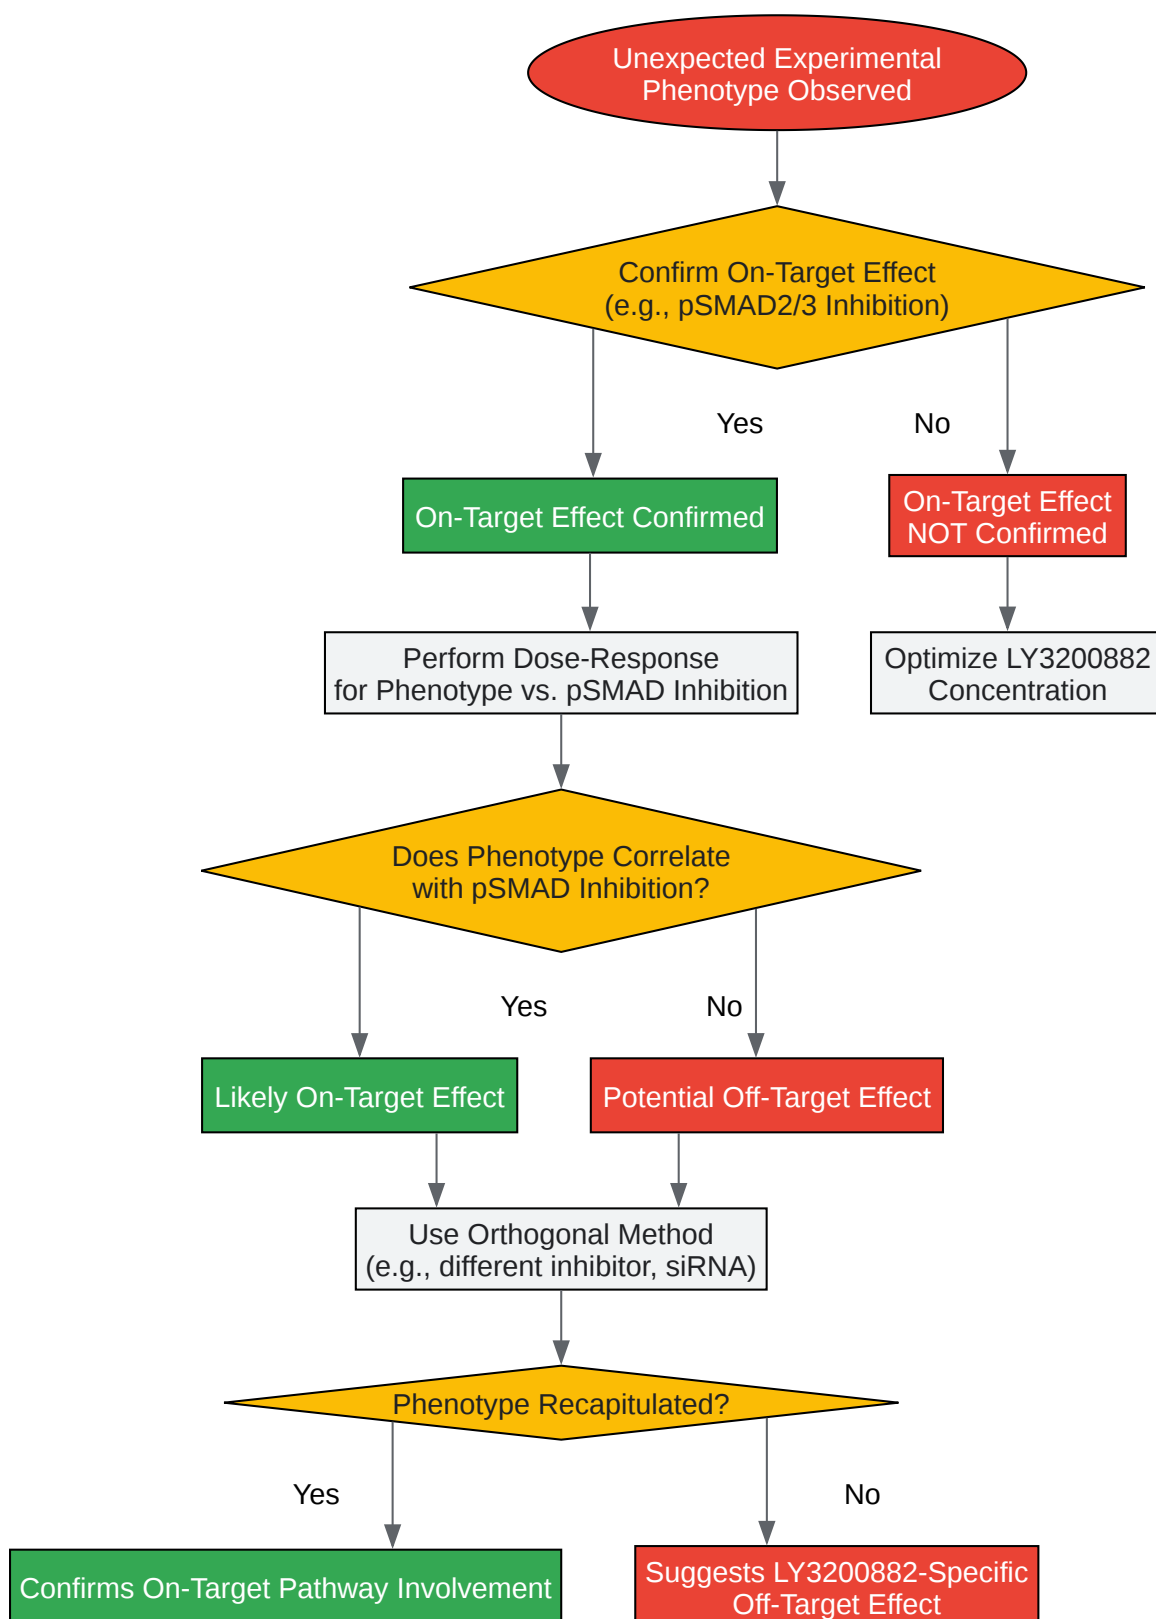 Unexpected Experimental
Phenotype Observed
Confirm On-Target Effect
(e.g., pSMAD2/3 Inhibition)
Yes
No
On-Target Effect Confirmed
On-Target Effect
NOT Confirmed
Perform Dose-Response
for Phenotype vs. pSMAD Inhibition
Optimize LY3200882
Concentration
Does Phenotype Correlate
with pSMAD Inhibition?
Yes
No
Likely On-Target Effect
Potential Off-Target Effect
Use Orthogonal Method
(e.g., different inhibitor, siRNA)
Phenotype Recapitulated?
Yes
No
Confirms On-Target Pathway Involvement
Suggests LY3200882-Specific
Off-Target Effect